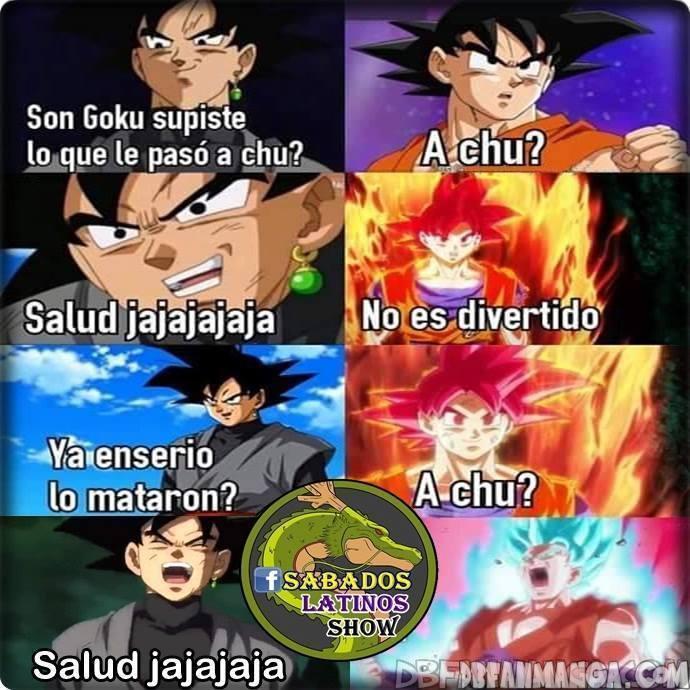 Son Goku supiste
lo que le pasó a chu?
A chu?
Salud jajajajaja
No es divertido
Ya enserio
lo mataron?
A chu?
f SABADOS
LATINOS
SHOW
Salud jajajaja
DBFANMANGA.COM